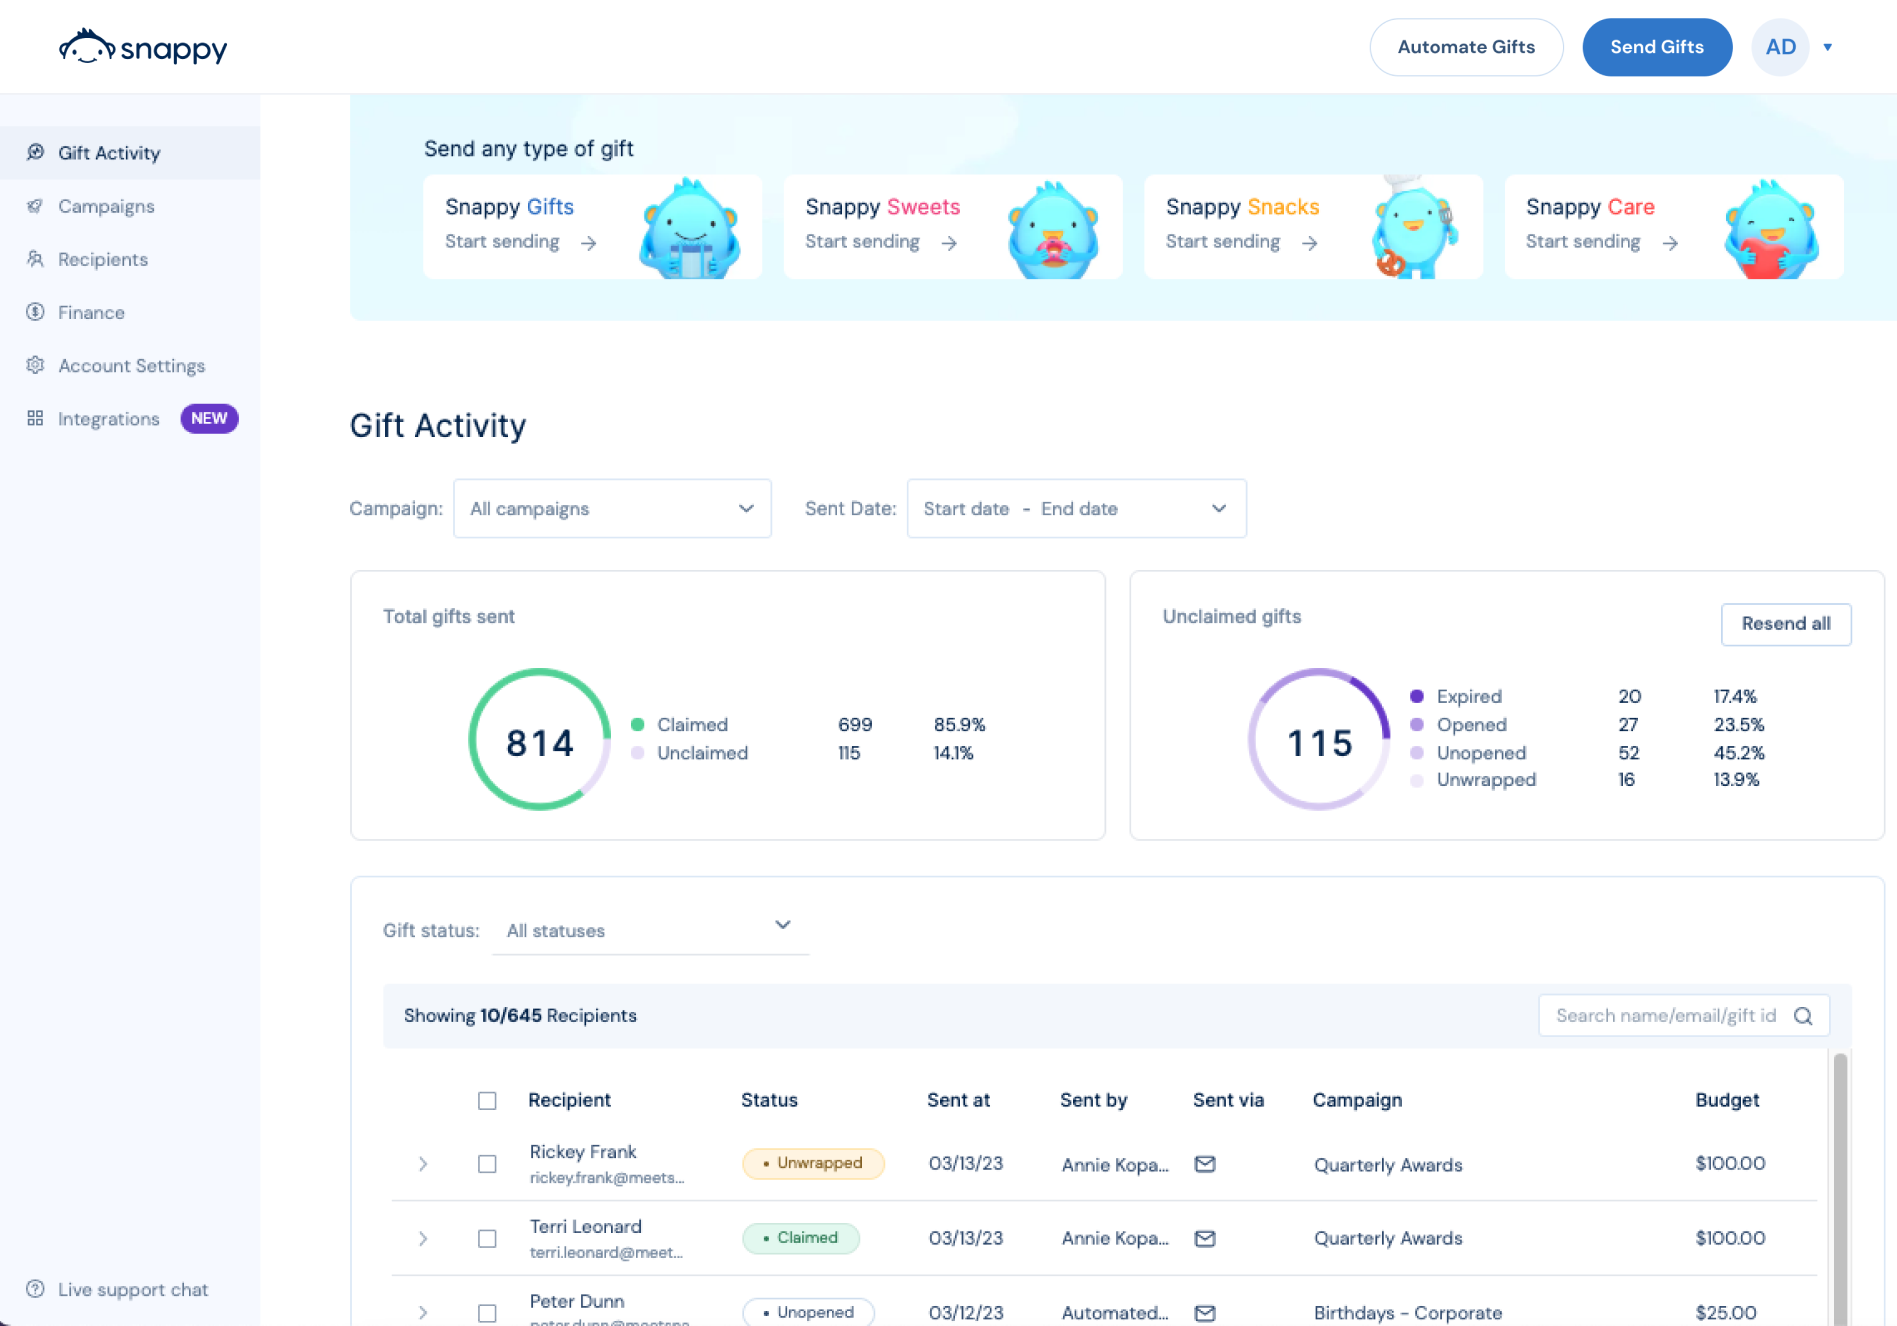 snappy
Automate Gifts
Send Gifts
AD
Gift Activity
Campaigns
Recipients
Finance
Account Settings
Integrations NEW
Live support chat
Send any type of gift
Snappy Gifts
Start sending
Snappy Sweets
Start sending
Snappy Snacks
Start sending
Snappy Care
Start sending
Gift Activity
Campaign: All campaigns
Sent Date: Start date - End date
Total gifts sent
814
Claimed 699 85.9%
Unclaimed 115 14.1%
Unclaimed gifts
Resend all
115
Expired 20 17.4%
Opened 27 23.5%
Unopened 52 45.2%
Unwrapped 16 13.9%
Gift status: All statuses
Showing 10/645 Recipients
Search name/email/gift id
Recipient Status Sent at Sent by Sent via Campaign Budget
Rickey Frank
rickey.frank@meets...
• Unwrapped 03/13/23 Annie Kopa... Quarterly Awards $100.00
Terri Leonard
terri.leonard@meet...
• Claimed 03/13/23 Annie Kopa... Quarterly Awards $100.00
Peter Dunn
• Unopened 03/12/23 Automated... Birthdays - Corporate $25.00